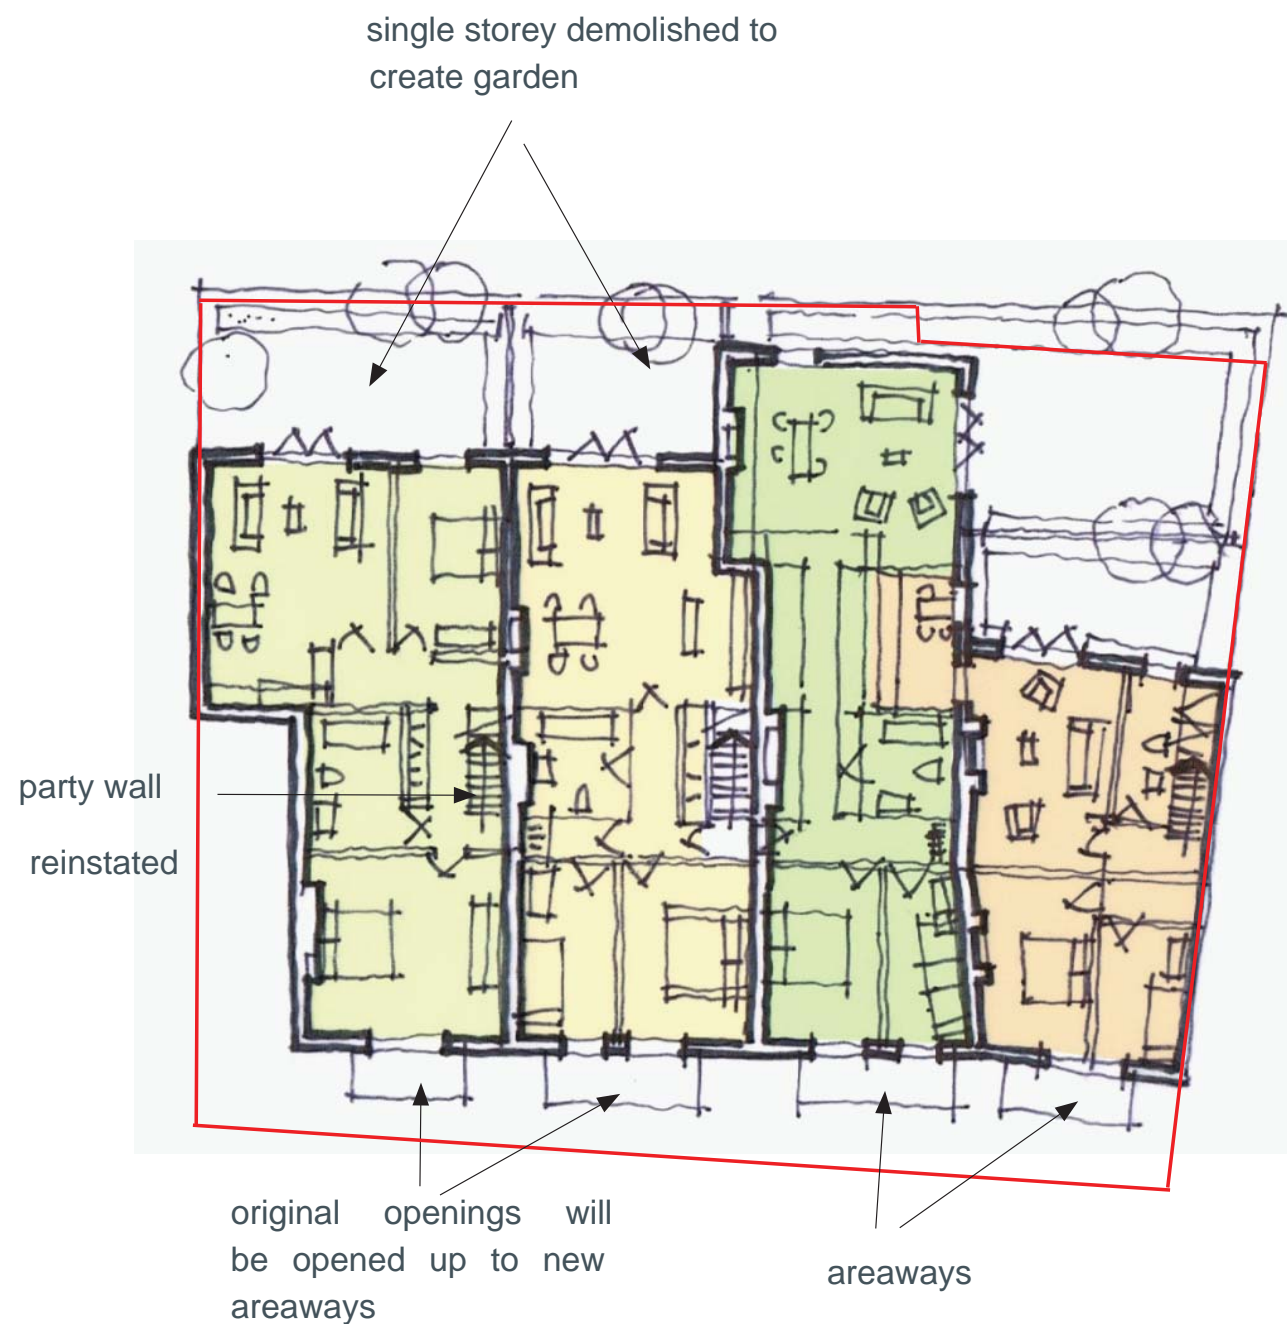 single storey demolished to
create garden
party wall
reinstated
original openings will
be opened up to new
areaways
areaways